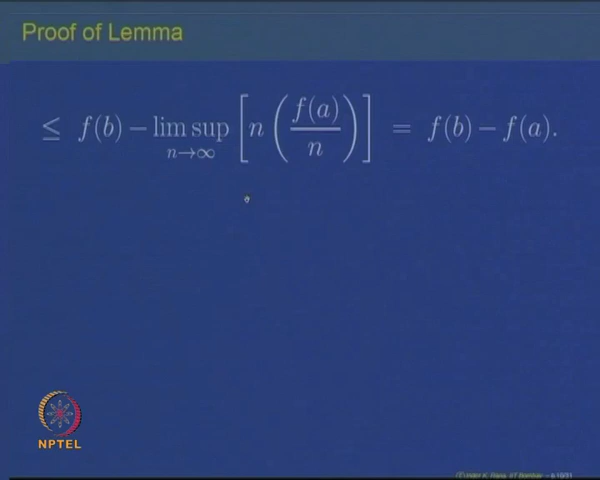 Proof of Lemma
≤ f(b) − lim sup_{n→∞} [ n ( f(a)/n ) ] = f(b) − f(a).
NPTEL